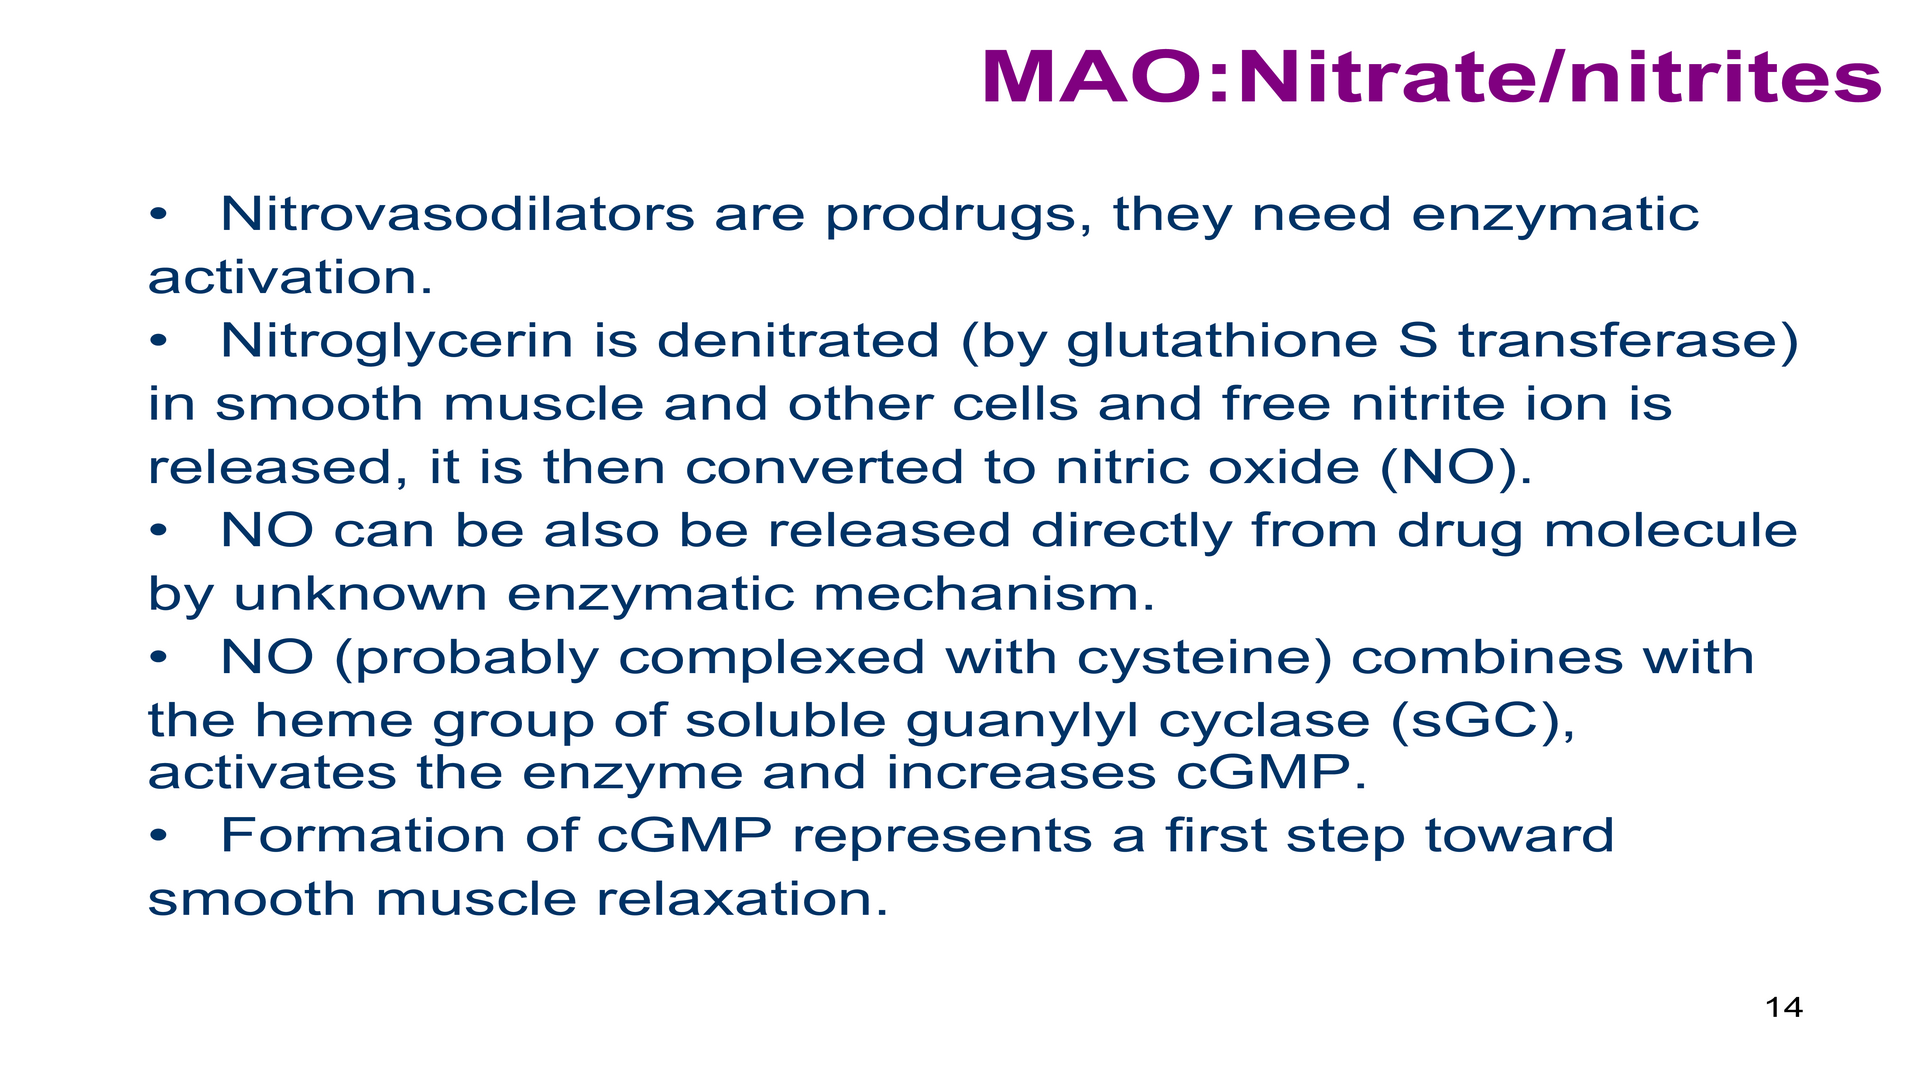 MAO:Nitrate/nitrites
• Nitrovasodilators are prodrugs, they need enzymatic
activation.
• Nitroglycerin is denitrated (by glutathione S transferase)
in smooth muscle and other cells and free nitrite ion is
released, it is then converted to nitric oxide (NO).
• NO can be also be released directly from drug molecule
by unknown enzymatic mechanism.
• NO (probably complexed with cysteine) combines with
the heme group of soluble guanylyl cyclase (sGC),
activates the enzyme and increases cGMP.
• Formation of cGMP represents a first step toward
smooth muscle relaxation.
14